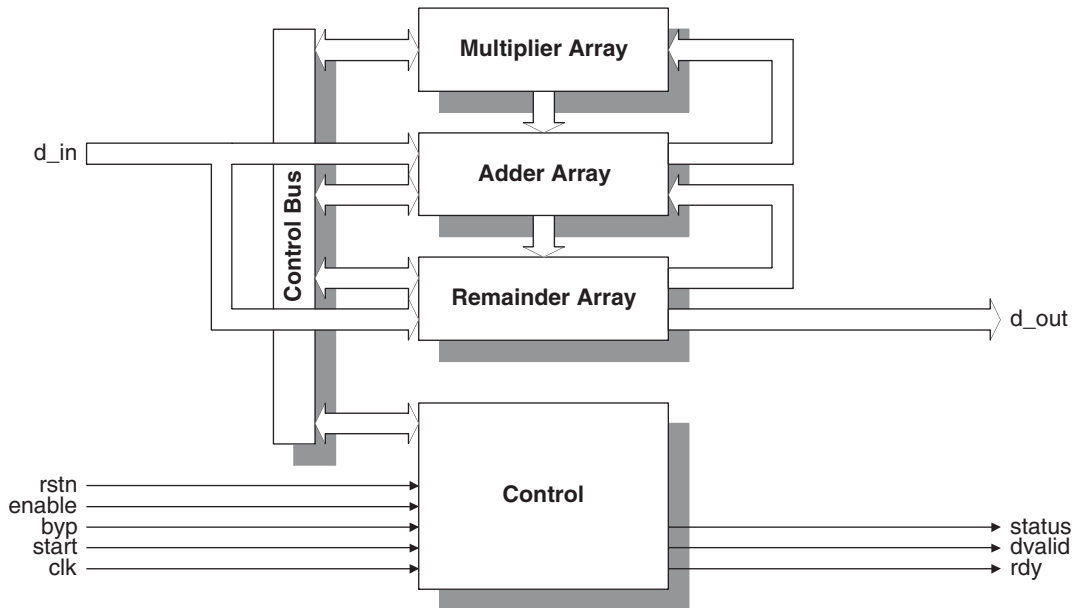 Multiplier Array
d_in
Adder Array
Control Bus
Remainder Array
d_out
Control
rstn
enable
byp
start
clk
status
dvalid
rdy